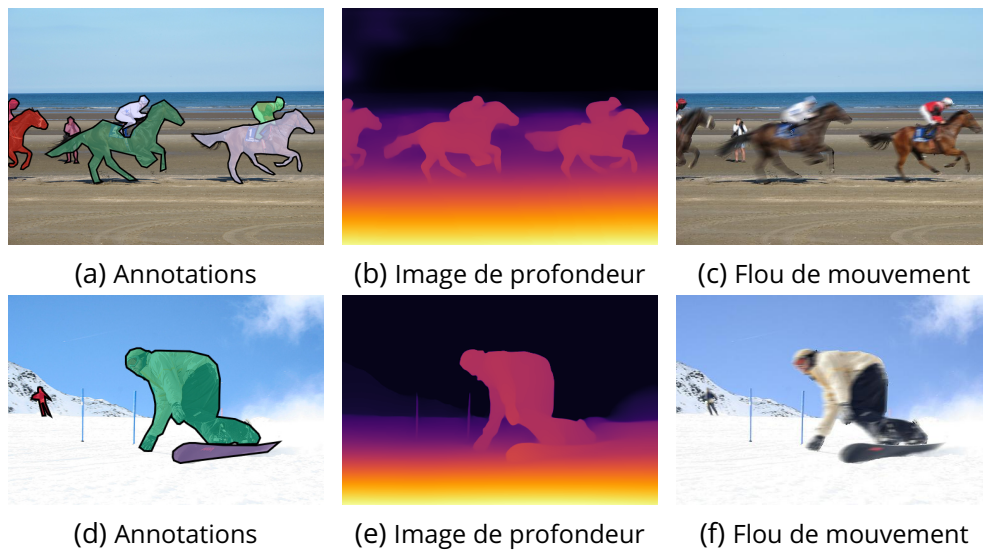 (a) Annotations
(b) Image de profondeur
(c) Flou de mouvement
(d) Annotations
(e) Image de profondeur
(f) Flou de mouvement